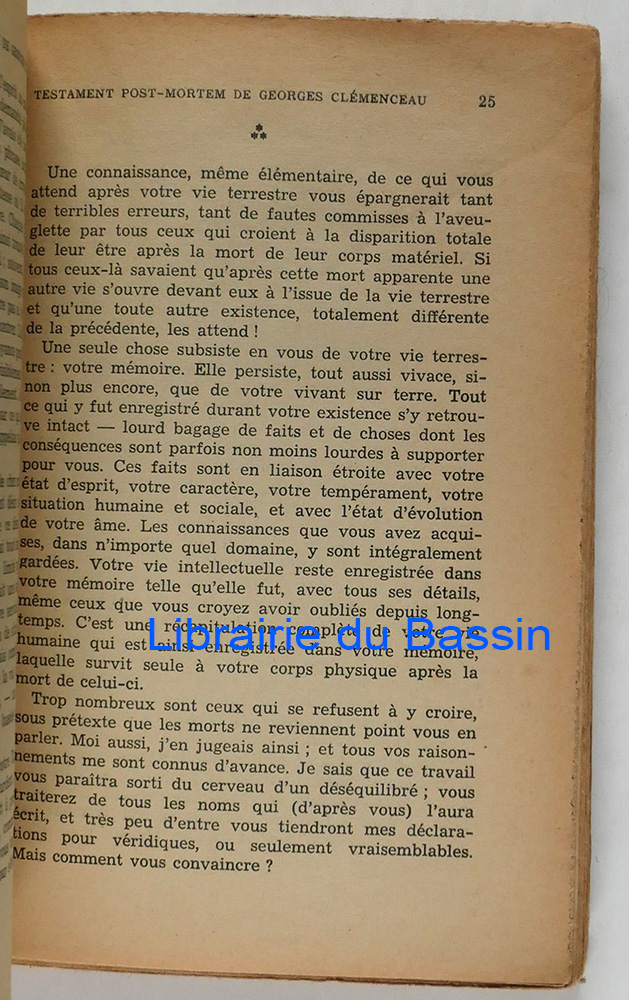 TESTAMENT POST-MORTEM DE GEORGES CLÉMENCEAU 25
Une connaissance, même élémentaire, de ce qui vous
attend après votre vie terrestre vous épargnerait tant
de terribles erreurs, tant de fautes commisses à l'aveu-
glette par tous ceux qui croient à la disparition totale
de leur être après la mort de leur corps matériel. Si
tous ceux-là savaient qu'après cette mort apparente une
autre vie s'ouvre devant eux à l'issue de la vie terrestre
et qu'une toute autre existence, totalement différente
de la précédente, les attend !
Une seule chose subsiste en vous de votre vie terres-
tre : votre mémoire. Elle persiste, tout aussi vivace, si-
non plus encore, que de votre vivant sur terre. Tout
ce qui y fut enregistré durant votre existence s'y retrou-
ve intact — lourd bagage de faits et de choses dont les
conséquences sont parfois non moins lourdes à supporter
pour vous. Ces faits sont en liaison étroite avec votre
état d'esprit, votre caractère, votre tempérament, votre
situation humaine et sociale, et avec l'état d'évolution
de votre âme. Les connaissances que vous avez acqui-
ses, dans n'importe quel domaine, y sont intégralement
gardées. Votre vie intellectuelle reste enregistrée dans
votre mémoire telle qu'elle fut, avec tous ses détails,
même ceux que vous croyez avoir oubliés depuis long-
temps. C'est une récapitulation complète de votre vie
humaine qui est ainsi enregistrée dans votre mémoire,
laquelle survit seule à votre corps physique après la
mort de celui-ci.
Trop nombreux sont ceux qui se refusent à y croire,
sous prétexte que les morts ne reviennent point vous en
parler. Moi aussi, j'en jugeais ainsi ; et tous vos raison-
nements me sont connus d'avance. Je sais que ce travail
vous paraîtra sorti du cerveau d'un déséquilibré ; vous
traiterez de tous les noms qui (d'après vous) l'aura
écrit, et très peu d'entre vous tiendront mes déclara-
tions pour véridiques, ou seulement vraisemblables.
Mais comment vous convaincre ?
Librairie du Bassin